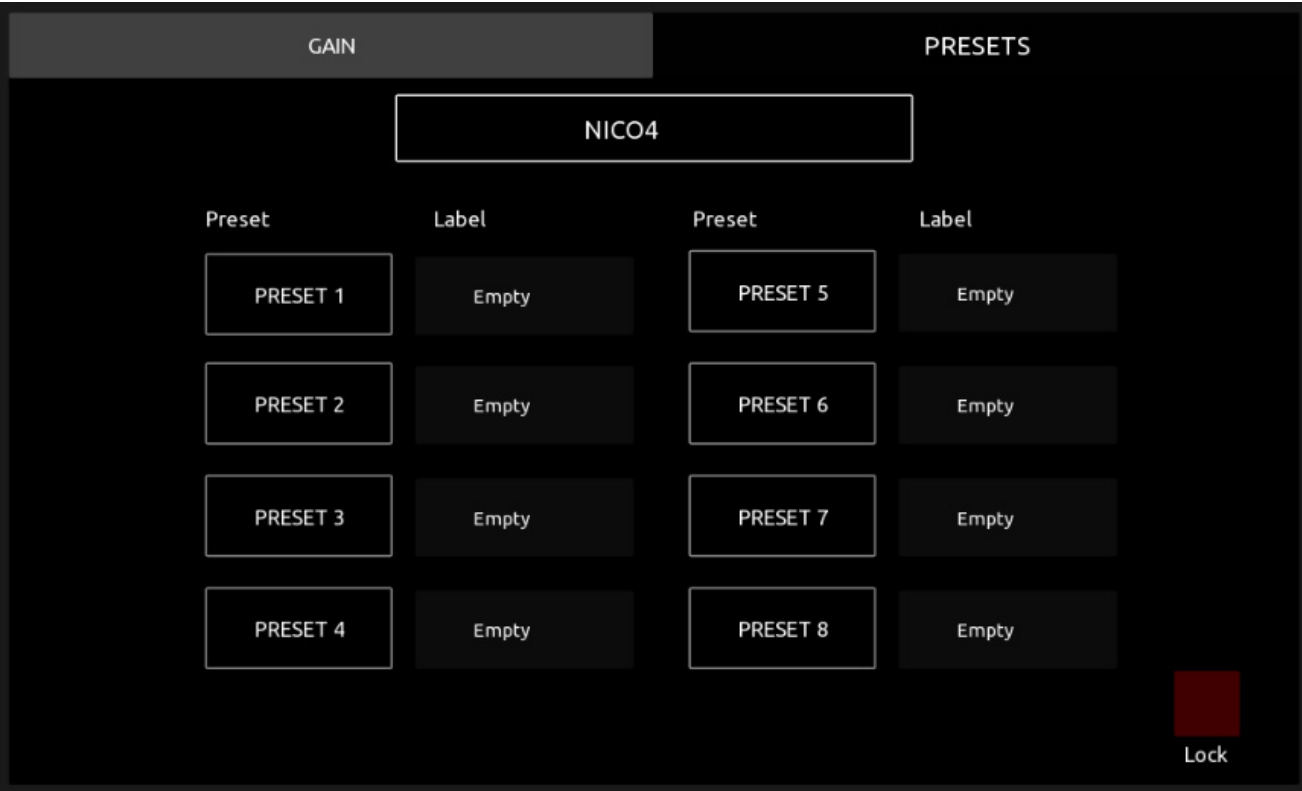 GAIN PRESETS
NICO4
Preset Label Preset Label
PRESET 1 Empty PRESET 5 Empty
PRESET 2 Empty PRESET 6 Empty
PRESET 3 Empty PRESET 7 Empty
PRESET 4 Empty PRESET 8 Empty
Lock